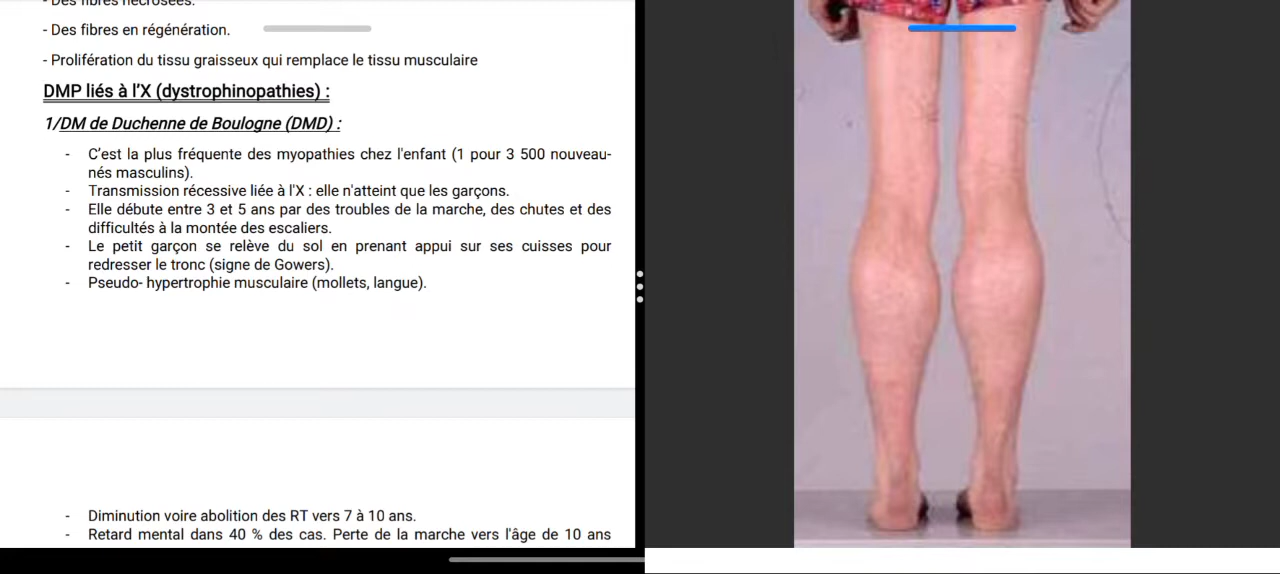 - Des fibres nécrosées.
- Des fibres en régénération.
- Prolifération du tissu graisseux qui remplace le tissu musculaire
DMP liés à l'X (dystrophinopathies) :
1/DM de Duchenne de Boulogne (DMD) :
- C'est la plus fréquente des myopathies chez l'enfant (1 pour 3 500 nouveau-
nés masculins).
- Transmission récessive liée à l'X : elle n'atteint que les garçons.
- Elle débute entre 3 et 5 ans par des troubles de la marche, des chutes et des
difficultés à la montée des escaliers.
- Le petit garçon se relève du sol en prenant appui sur ses cuisses pour
redresser le tronc (signe de Gowers).
- Pseudo- hypertrophie musculaire (mollets, langue).
- Diminution voire abolition des RT vers 7 à 10 ans.
- Retard mental dans 40 % des cas. Perte de la marche vers l'âge de 10 ans